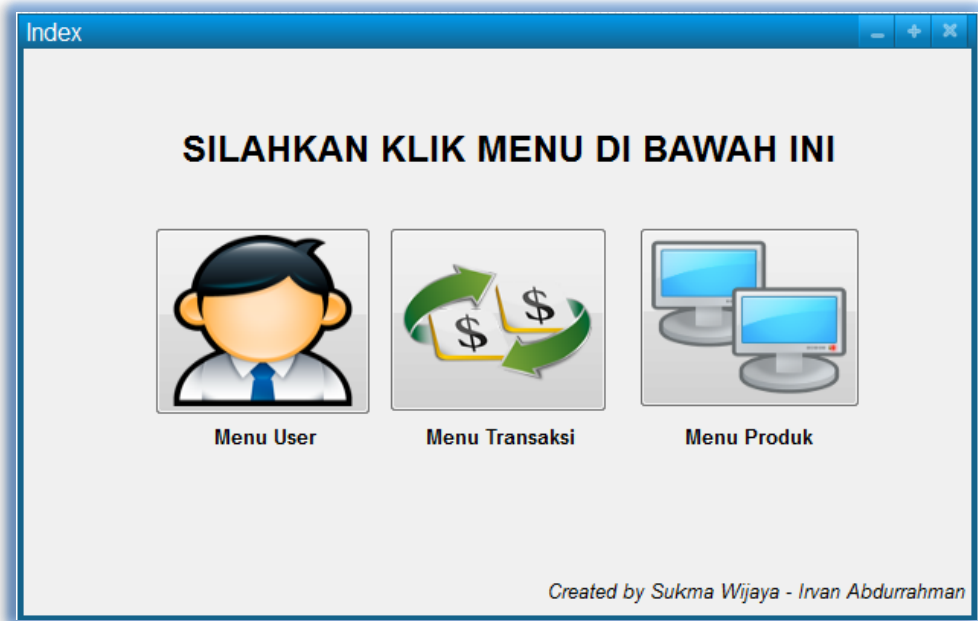 Index
SILAHKAN KLIK MENU DI BAWAH INI
$ $
Menu User Menu Transaksi Menu Produk
Created by Sukma Wijaya - Irvan Abdurrahman